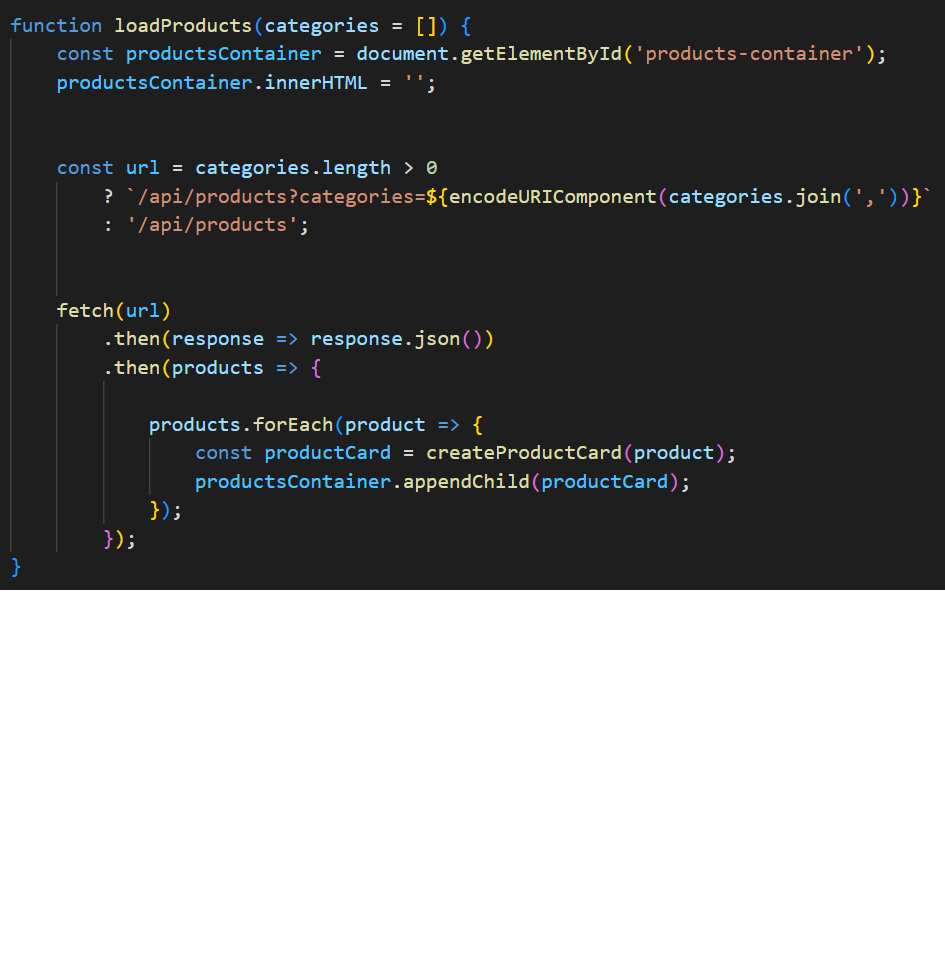 function loadProducts(categories = []) {
    const productsContainer = document.getElementById('products-container');
    productsContainer.innerHTML = '';
    const url = categories.length > 0
        ? `/api/products?categories=${encodeURIComponent(categories.join(','))}`
        : '/api/products';
    fetch(url)
        .then(response => response.json())
        .then(products => {
            products.forEach(product => {
                const productCard = createProductCard(product);
                productsContainer.appendChild(productCard);
            });
        });
}